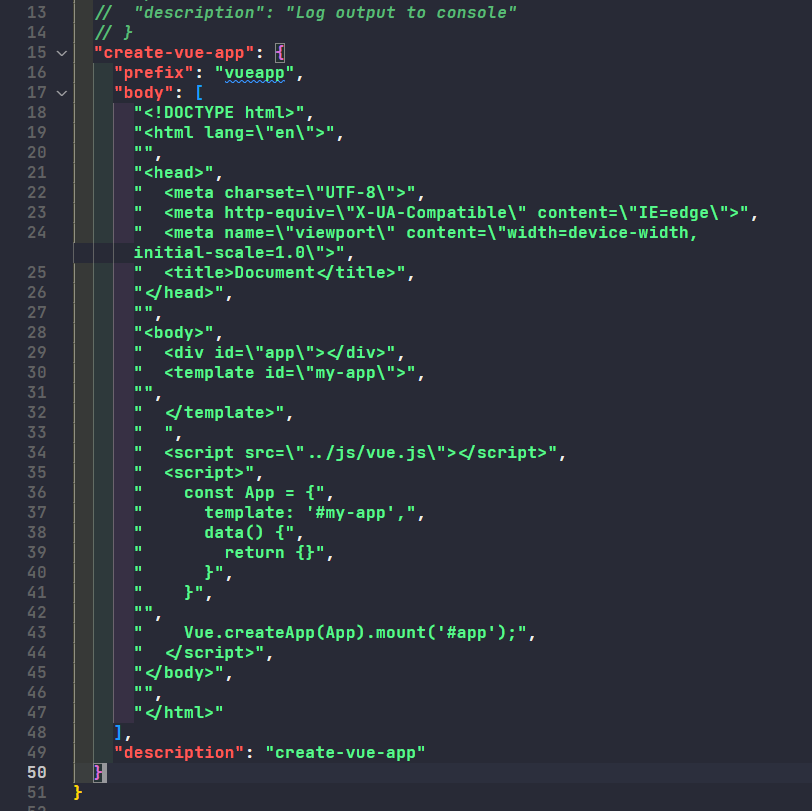 13 //  "description": "Log output to console"
14 // }
15 "create-vue-app": {
16 "prefix": "vueapp",
17 "body": [
18 "<!DOCTYPE html>",
19 "<html lang=\"en\">",
20 "",
21 "<head>",
22 "  <meta charset=\"UTF-8\">",
23 "  <meta http-equiv=\"X-UA-Compatible\" content=\"IE=edge\">",
24 "  <meta name=\"viewport\" content=\"width=device-width,
initial-scale=1.0\">",
25 "  <title>Document</title>",
26 "</head>",
27 "",
28 "<body>",
29 "  <div id=\"app\"></div>",
30 "  <template id=\"my-app\">",
31 "",
32 "  </template>",
33 "  ",
34 "  <script src=\"../js/vue.js\"></script>",
35 "  <script>",
36 "    const App = {",
37 "      template: '#my-app',",
38 "      data() {",
39 "        return {}",
40 "      }",
41 "    }",
42 "",
43 "    Vue.createApp(App).mount('#app');",
44 "  </script>",
45 "</body>",
46 "",
47 "</html>"
48 ],
49 "description": "create-vue-app"
50 }
51 }